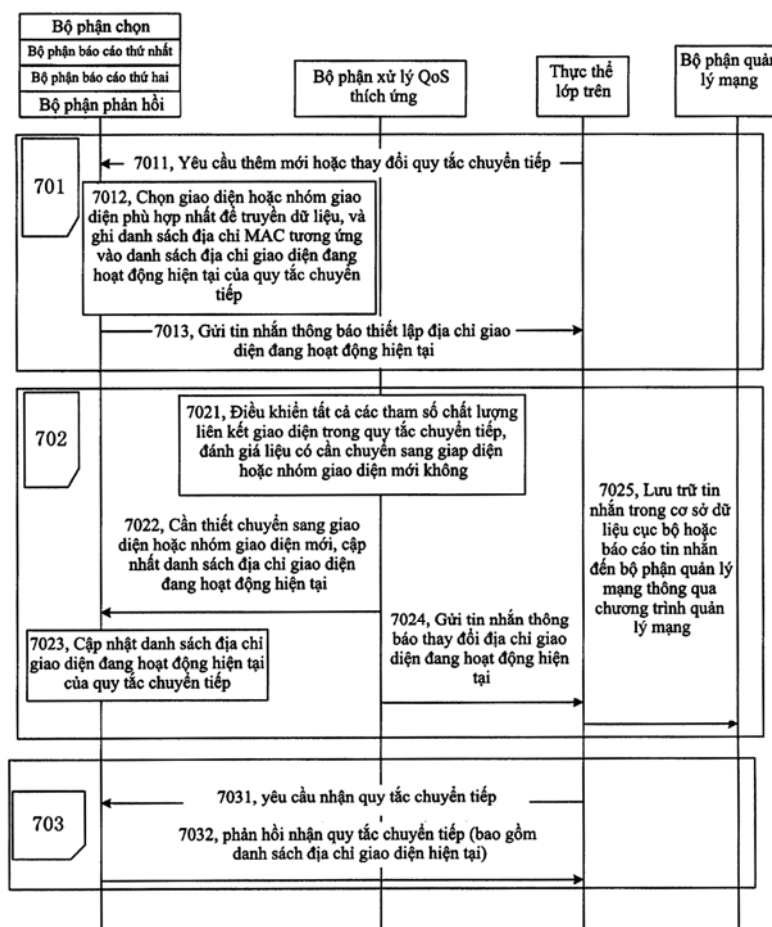 Bộ phận chọn
Bộ phận báo cáo thứ nhất
Bộ phận báo cáo thứ hai
Bộ phận phản hồi
Bộ phận xử lý QoS
thích ứng
Thực thể
lớp trên
Bộ phận quản
lý mạng
701
7011, Yêu cầu thêm mới hoặc thay đổi quy tắc chuyển tiếp
7012, Chọn giao diện hoặc nhóm giao
diện phù hợp nhất để truyền dữ liệu, và
ghi danh sách địa chỉ MAC tương ứng
vào danh sách địa chỉ giao diện đang
hoạt động hiện tại của quy tắc chuyển
tiếp
7013, Gửi tin nhắn thông báo thiết lập địa chỉ giao
diện đang hoạt động hiện tại
702
7021, Điều khiển tất cả các tham số chất lượng
liên kết giao diện trong quy tắc chuyển tiếp,
đánh giá liệu có cần chuyển sang giap diện
hoặc nhóm giao diện mới không
7022, Cần thiết chuyển sang giao
diện hoặc nhóm giao diện mới, cập
nhất danh sách địa chỉ giao diện
đang hoạt động hiện tại
7023, Cập nhật danh sách địa chỉ
giao diện đang hoạt động hiện tại
của quy tắc chuyển tiếp
7024, Gửi tin nhắn thông
báo thay đổi địa chỉ giao
diện đang hoạt động hiện
tại
7025, Lưu trữ tin
nhắn trong cơ sở dữ
liệu cục bộ hoặc
báo cáo tin nhắn
đến bộ phận quản lý
mạng thông qua
chương trình quản
lý mạng
703
7031, yêu cầu nhận quy tắc chuyển tiếp
7032, phản hồi nhận quy tắc chuyển tiếp (bao gồm
danh sách địa chỉ giao diện hiện tại)